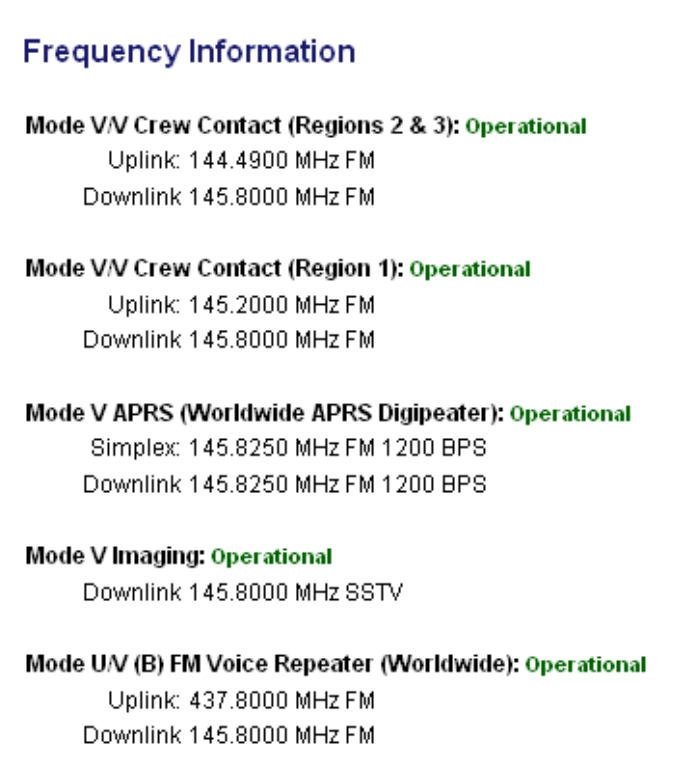 Frequency Information
Mode V/V Crew Contact (Regions 2 & 3): Operational
Uplink: 144.4900 MHz FM
Downlink 145.8000 MHz FM
Mode V/V Crew Contact (Region 1): Operational
Uplink: 145.2000 MHz FM
Downlink 145.8000 MHz FM
Mode V APRS (Worldwide APRS Digipeater): Operational
Simplex: 145.8250 MHz FM 1200 BPS
Downlink 145.8250 MHz FM 1200 BPS
Mode V Imaging: Operational
Downlink 145.8000 MHz SSTV
Mode U/V (B) FM Voice Repeater (Worldwide): Operational
Uplink: 437.8000 MHz FM
Downlink 145.8000 MHz FM